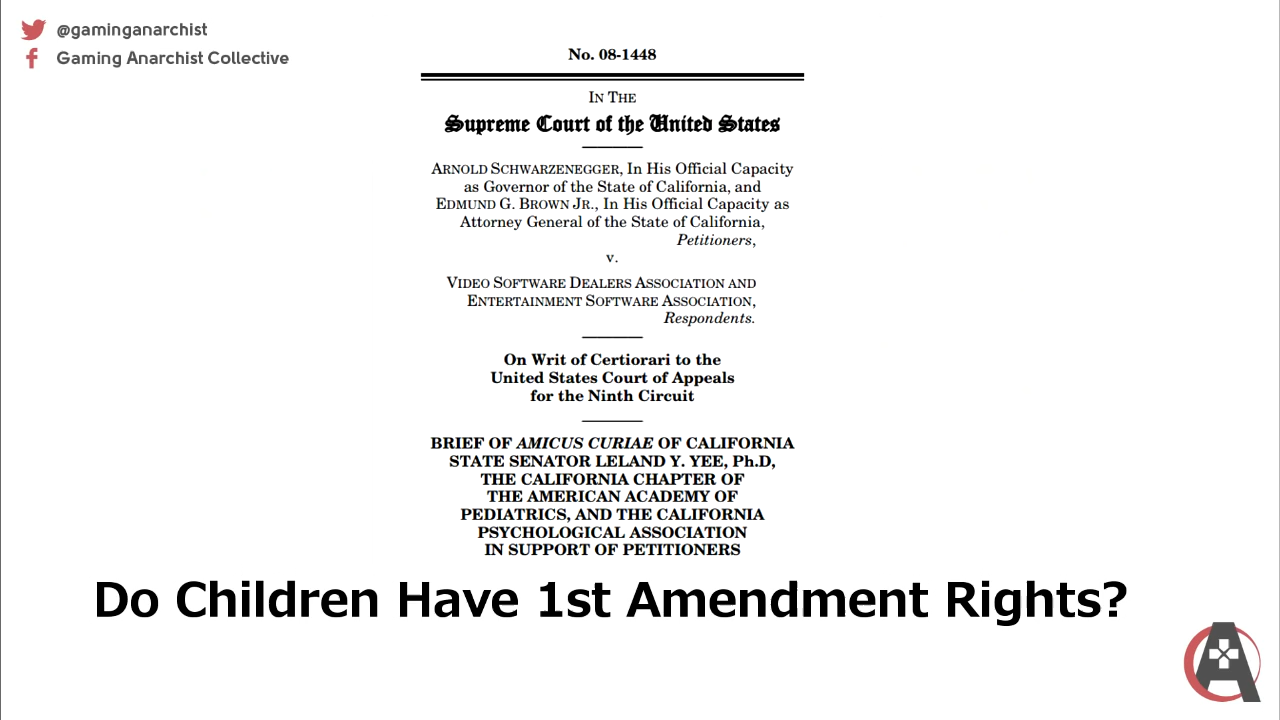 @gaminganarchist
Gaming Anarchist Collective
No. 08-1448
IN THE
Supreme Court of the United States
ARNOLD SCHWARZENEGGER, In His Official Capacity
as Governor of the State of California, and
EDMUND G. BROWN JR., In His Official Capacity as
Attorney General of the State of California,
Petitioners,
v.
VIDEO SOFTWARE DEALERS ASSOCIATION AND
ENTERTAINMENT SOFTWARE ASSOCIATION,
Respondents.
On Writ of Certiorari to the
United States Court of Appeals
for the Ninth Circuit
BRIEF OF AMICUS CURIAE OF CALIFORNIA
STATE SENATOR LELAND Y. YEE, Ph.D,
THE CALIFORNIA CHAPTER OF
THE AMERICAN ACADEMY OF
PEDIATRICS, AND THE CALIFORNIA
PSYCHOLOGICAL ASSOCIATION
IN SUPPORT OF PETITIONERS
Do Children Have 1st Amendment Rights?